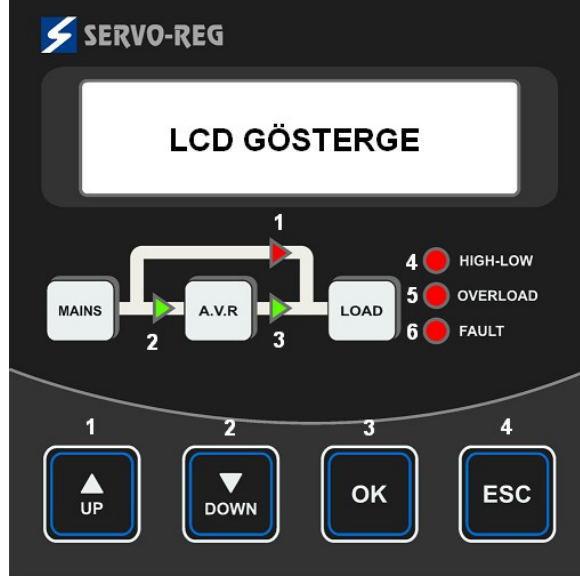 SERVO-REG
LCD GÖSTERGE
1
4 HIGH-LOW
MAINS
A.V.R
LOAD
5 OVERLOAD
2
3
6 FAULT
1
2
3
4
UP
DOWN
OK
ESC